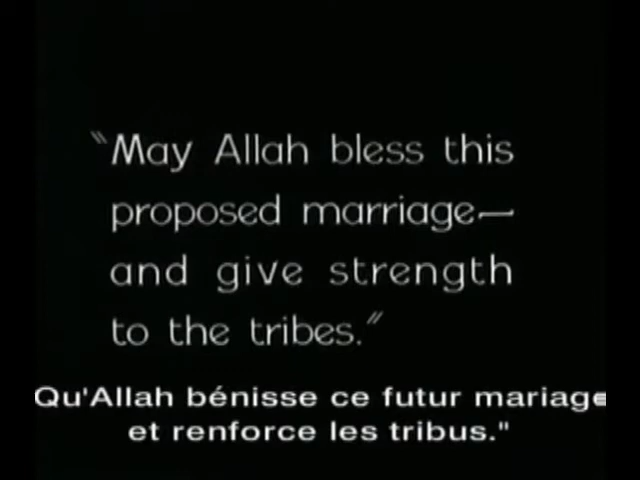 "May Allah bless this
proposed marriage—
and give strength
to the tribes."
Qu'Allah bénisse ce futur mariage
et renforce les tribus."